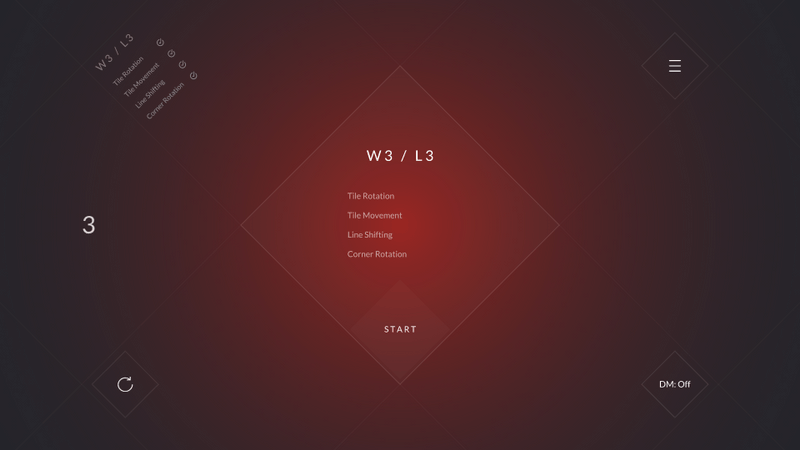 W3 / L3
Tile Rotation
Tile Movement
Line Shifting
Corner Rotation
W3 / L3
Tile Rotation
Tile Movement
Line Shifting
Corner Rotation
3
START
DM: Off